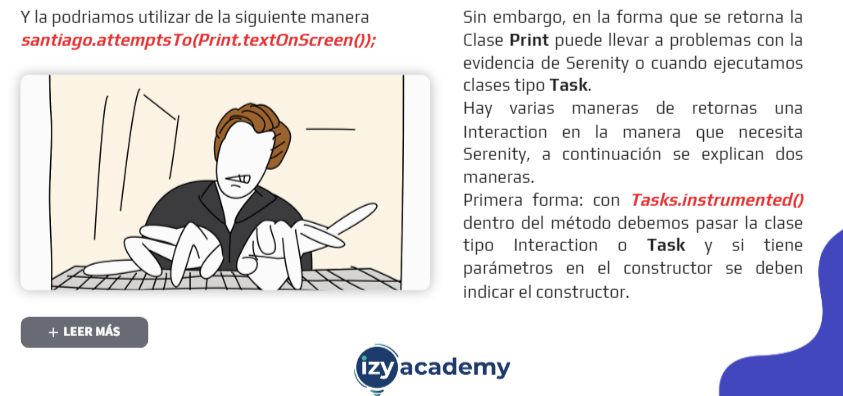 Y la podriamos utilizar de la siguiente manera
santiago.attemptsTo(Print.textOnScreen());
+ LEER MÁS
Sin embargo, en la forma que se retorna la
Clase Print puede llevar a problemas con la
evidencia de Serenity o cuando ejecutamos
clases tipo Task.
Hay varias maneras de retornas una
Interaction en la manera que necesita
Serenity, a continuación se explican dos
maneras.
Primera forma: con Tasks.instrumented()
dentro del método debemos pasar la clase
tipo Interaction o Task y si tiene
parámetros en el constructor se deben
indicar el constructor.
izyacademy